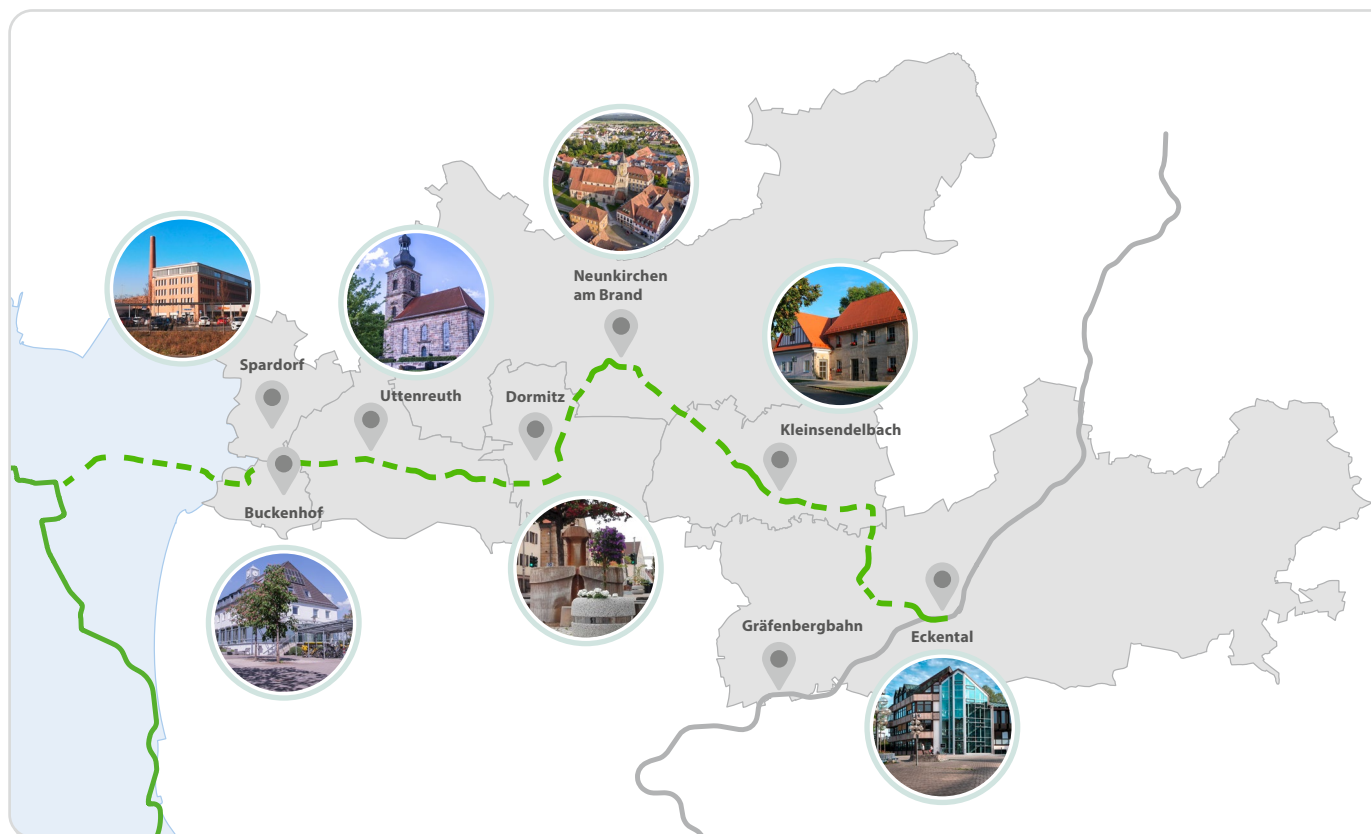 Neunkirchen
am Brand
Spardorf
Uttenreuth
Dormitz
Kleinsendelbach
Buckenhof
Gräfenbergbahn
Eckental